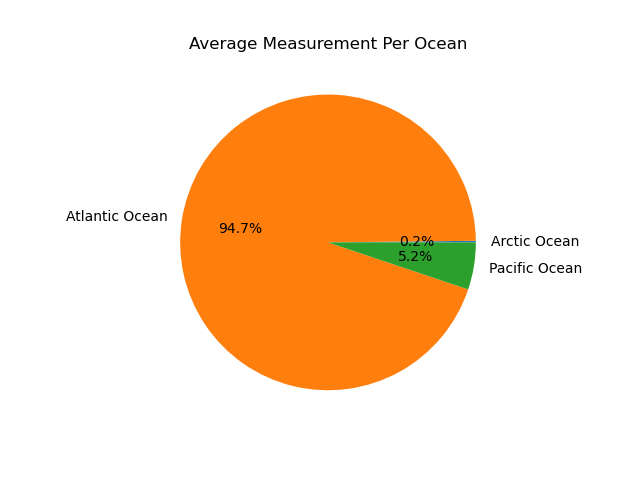 Average Measurement Per Ocean
Atlantic Ocean
94.7%
0.2%
Arctic Ocean
5.2%
Pacific Ocean